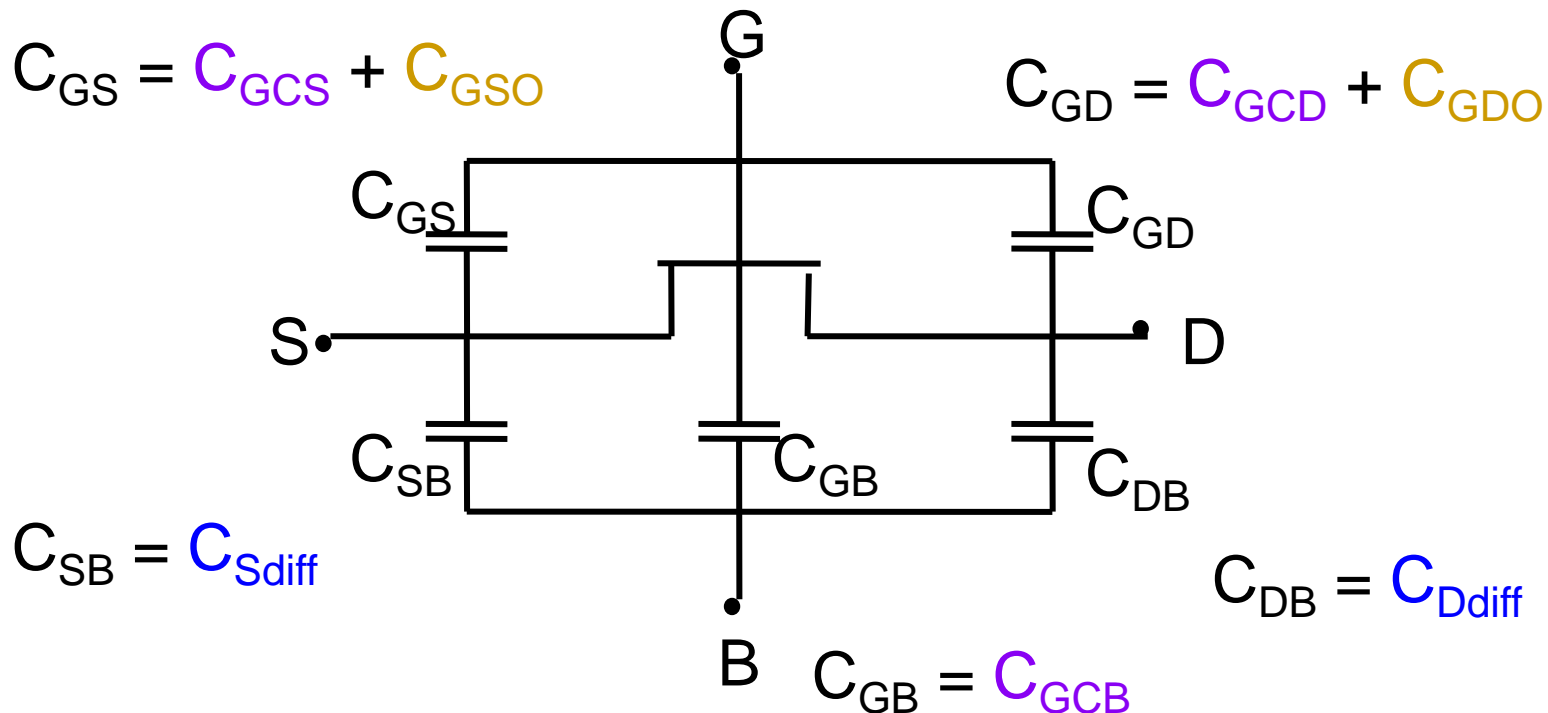 G
C_GS = C_GCS + C_GSO
C_GD = C_GCD + C_GDO
C_GS
C_GD
S
D
C_SB
C_GB
C_DB
C_SB = C_Sdiff
C_DB = C_Ddiff
B
C_GB = C_GCB